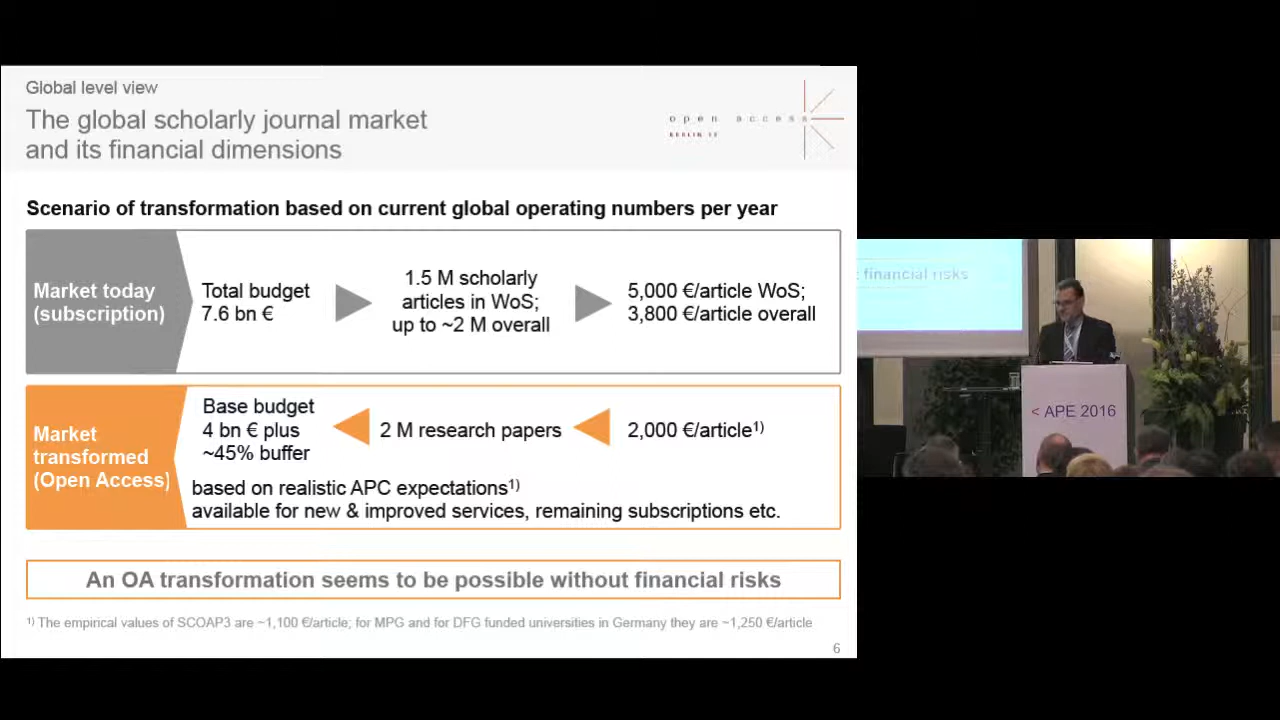 Global level view
The global scholarly journal market
and its financial dimensions
open access
BERLIN 12
Scenario of transformation based on current global operating numbers per year
Market today
(subscription)
Total budget
7.6 bn €
1.5 M scholarly
articles in WoS;
up to ~2 M overall
5,000 €/article WoS;
3,800 €/article overall
Market
transformed
(Open Access)
Base budget
4 bn € plus
~45% buffer
2 M research papers
2,000 €/article1)
based on realistic APC expectations1)
available for new & improved services, remaining subscriptions etc.
An OA transformation seems to be possible without financial risks
1) The empirical values of SCOAP3 are ~1,100 €/article; for MPG and for DFG funded universities in Germany they are ~1,250 €/article
6
t financial risks
< APE 2016